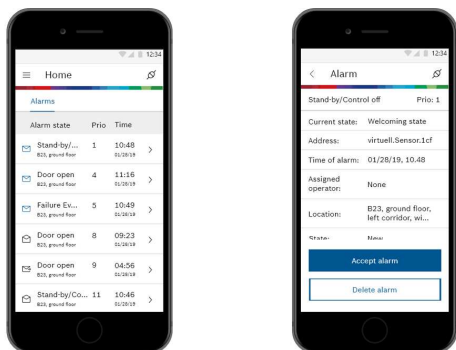 12:34
Home
Alarms
Alarm state Prio Time
Stand-by/... 1 10:48
B23, ground floor 01/28/19
Door open 4 11:16
B23, ground floor 01/28/19
Failure Ev... 5 10:49
B23, ground floor 01/28/19
Door open 8 09:23
B23, ground floor 01/28/19
Door open 9 04:56
B23, ground floor 01/28/19
Stand-by/Co... 11 10:46
B23, ground floor 01/28/19
12:34
Alarm
Stand-by/Control off Prio: 1
Current state: Welcoming state
Address: virtuell.Sensor.1cf
Time of alarm: 01/28/19, 10.48
Assigned
operator: None
Location: B23, ground floor,
left corridor, wi...
State: New
Accept alarm
Delete alarm